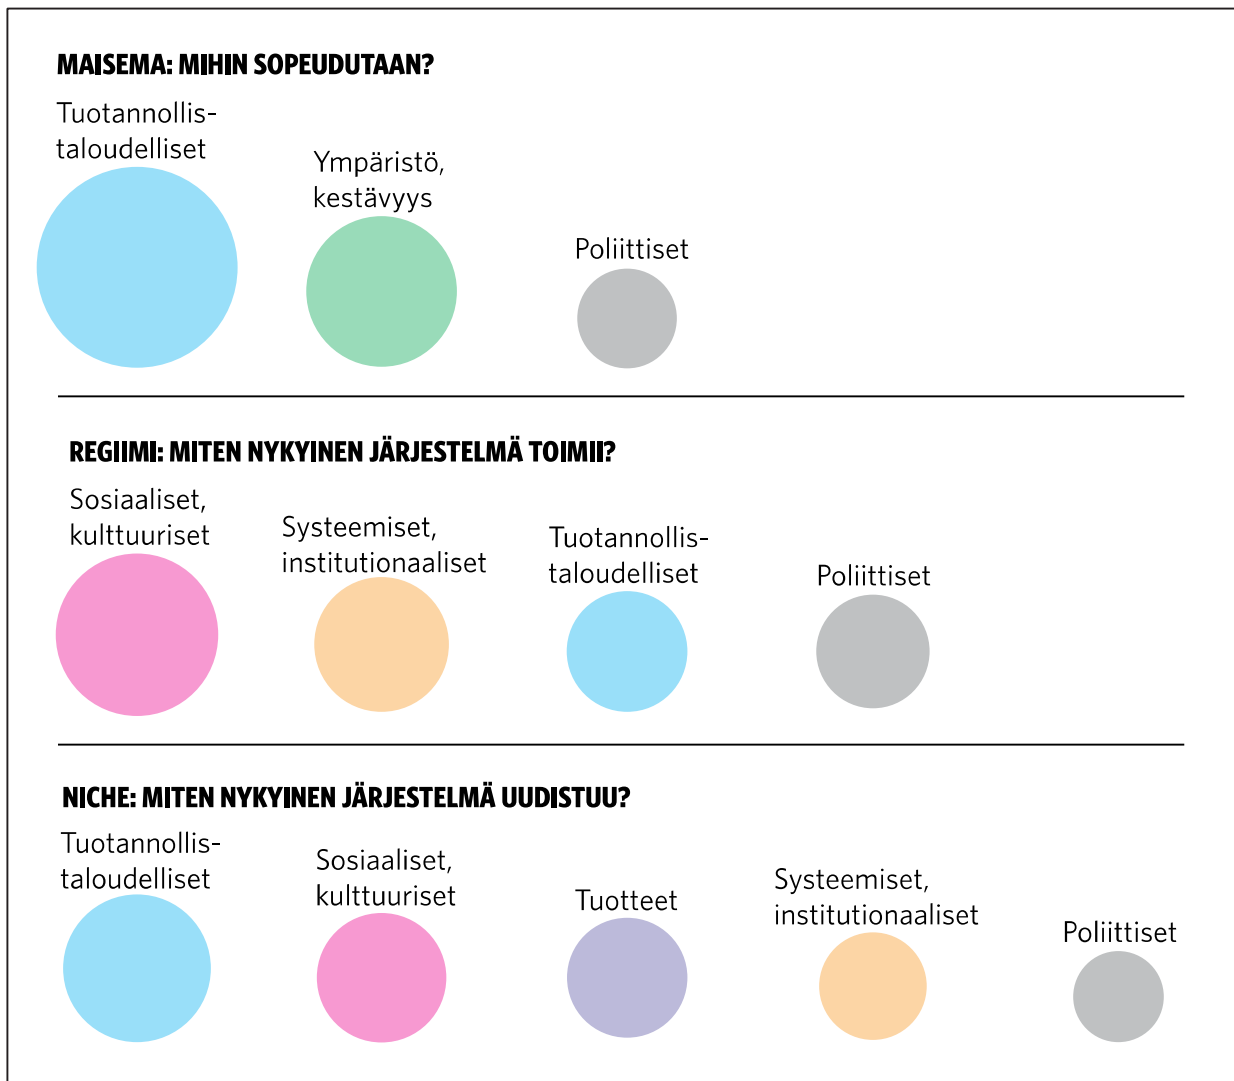 MAISEMA: MIHIN SOPEUDUTAAN?
Tuotannollis-
taloudelliset
Ympäristö,
kestävyys
Poliittiset
REGIIMI: MITEN NYKYINEN JÄRJESTELMÄ TOIMII?
Sosiaaliset,
kulttuuriset
Systeemiset,
institutionaaliset
Tuotannollis-
taloudelliset
Poliittiset
NICHE: MITEN NYKYINEN JÄRJESTELMÄ UUDISTUU?
Tuotannollis-
taloudelliset
Sosiaaliset,
kulttuuriset
Tuotteet
Systeemiset,
institutionaaliset
Poliittiset